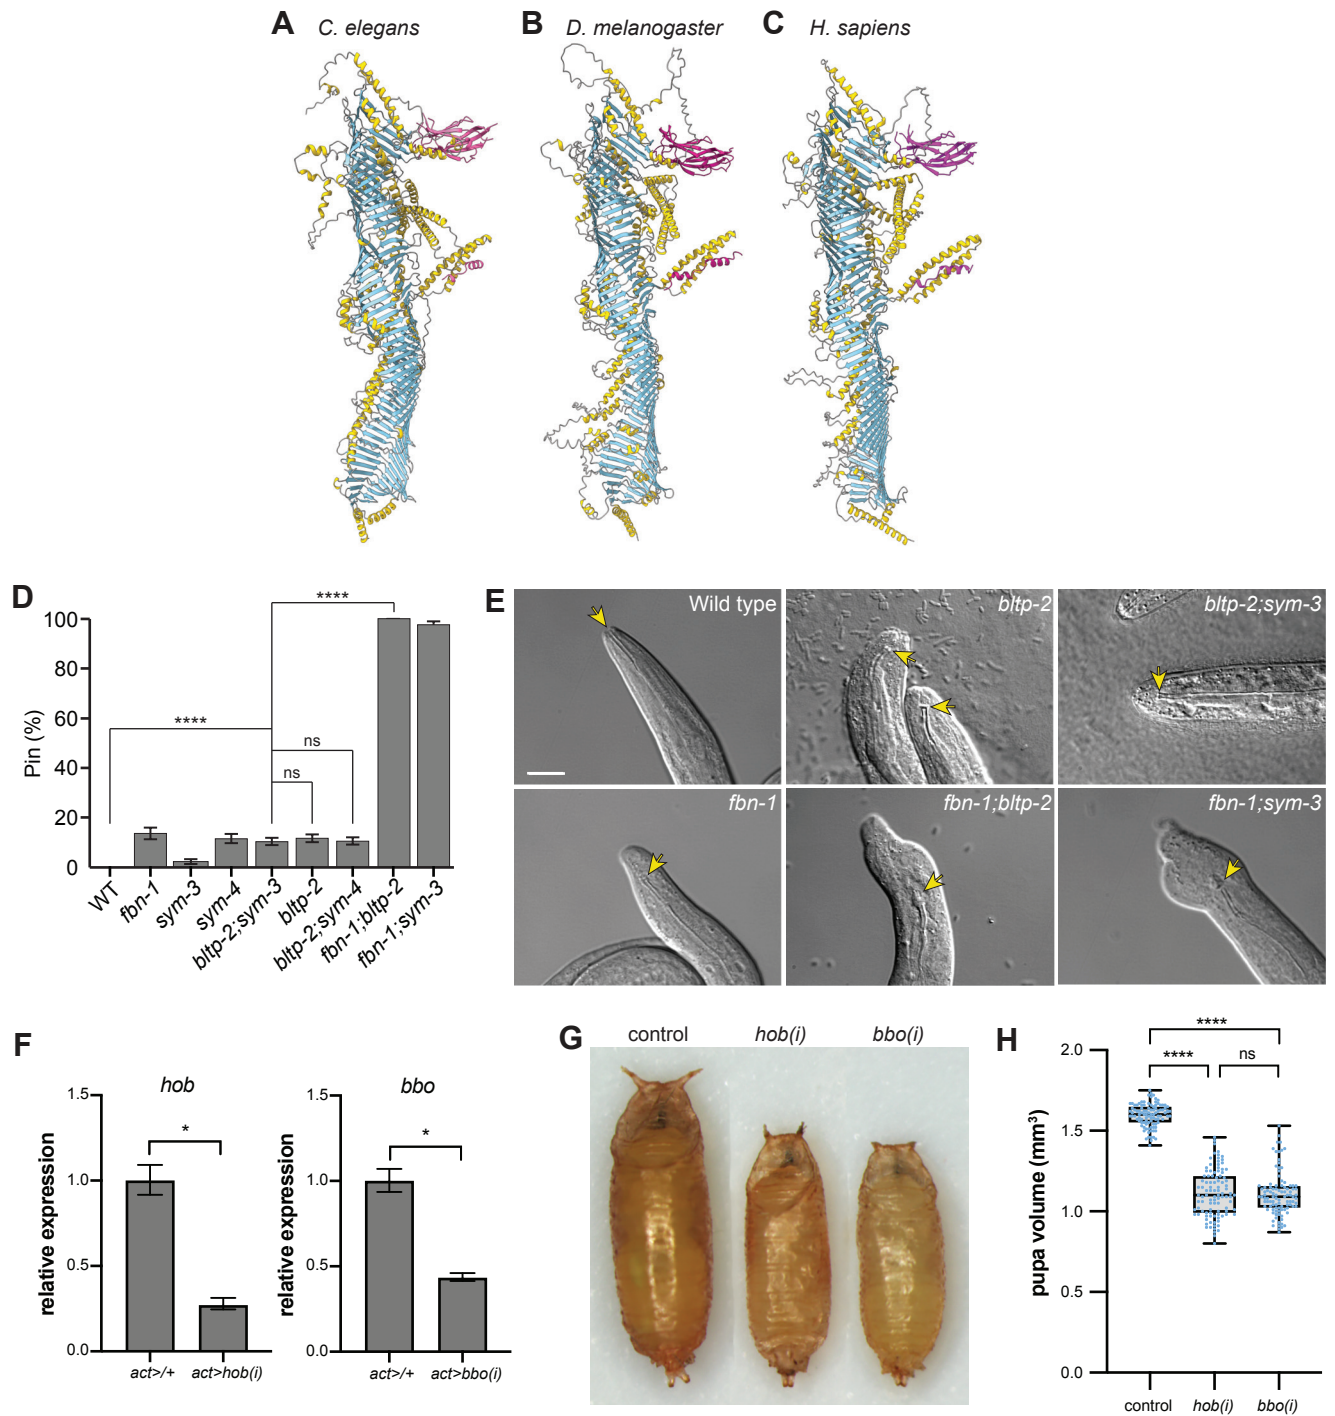 A C. elegans
B D. melanogaster
C H. sapiens
D
Pin (%)
100
80
60
40
20
0
****
****
ns
ns
WT
fbn-1
sym-3
sym-4
bltp-2;sym-3
bltp-2
bltp-2;sym-4
fbn-1;bltp-2
fbn-1;sym-3
E
Wild type
bltp-2
bltp-2;sym-3
fbn-1
fbn-1;bltp-2
fbn-1;sym-3
F
hob
relative expression
1.5
1.0
0.5
0.0
*
act>/+
act>hob(i)
bbo
relative expression
1.5
1.0
0.5
0.0
*
act>/+
act>bbo(i)
G
control
hob(i)
bbo(i)
H
pupa volume (mm³)
2.0
1.5
1.0
0.5
0.0
****
****
ns
control
hob(i)
bbo(i)